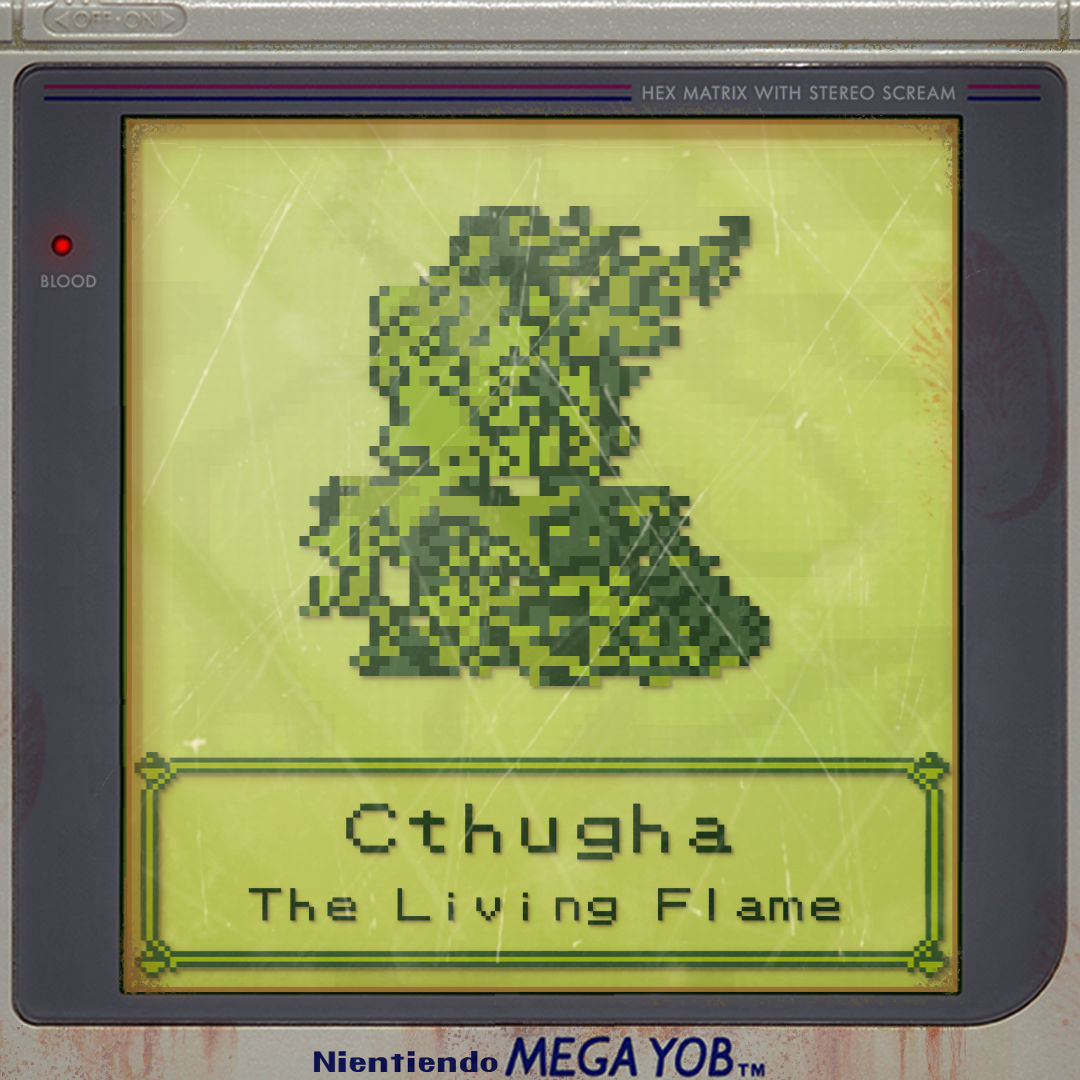 <OFF•ON>
HEX MATRIX WITH STEREO SCREAM
BLOOD
Cthugha
The Living Flame
Nientiendo MEGA YOB™